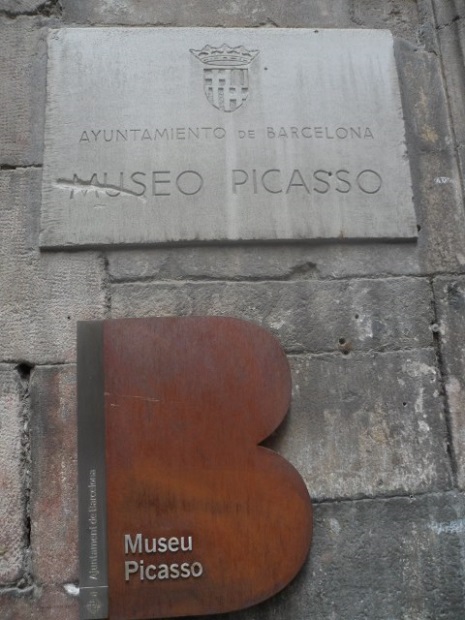 AYUNTAMIENTO DE BARCELONA
MUSEO PICASSO
Ajuntament de Barcelona
Museu
Picasso